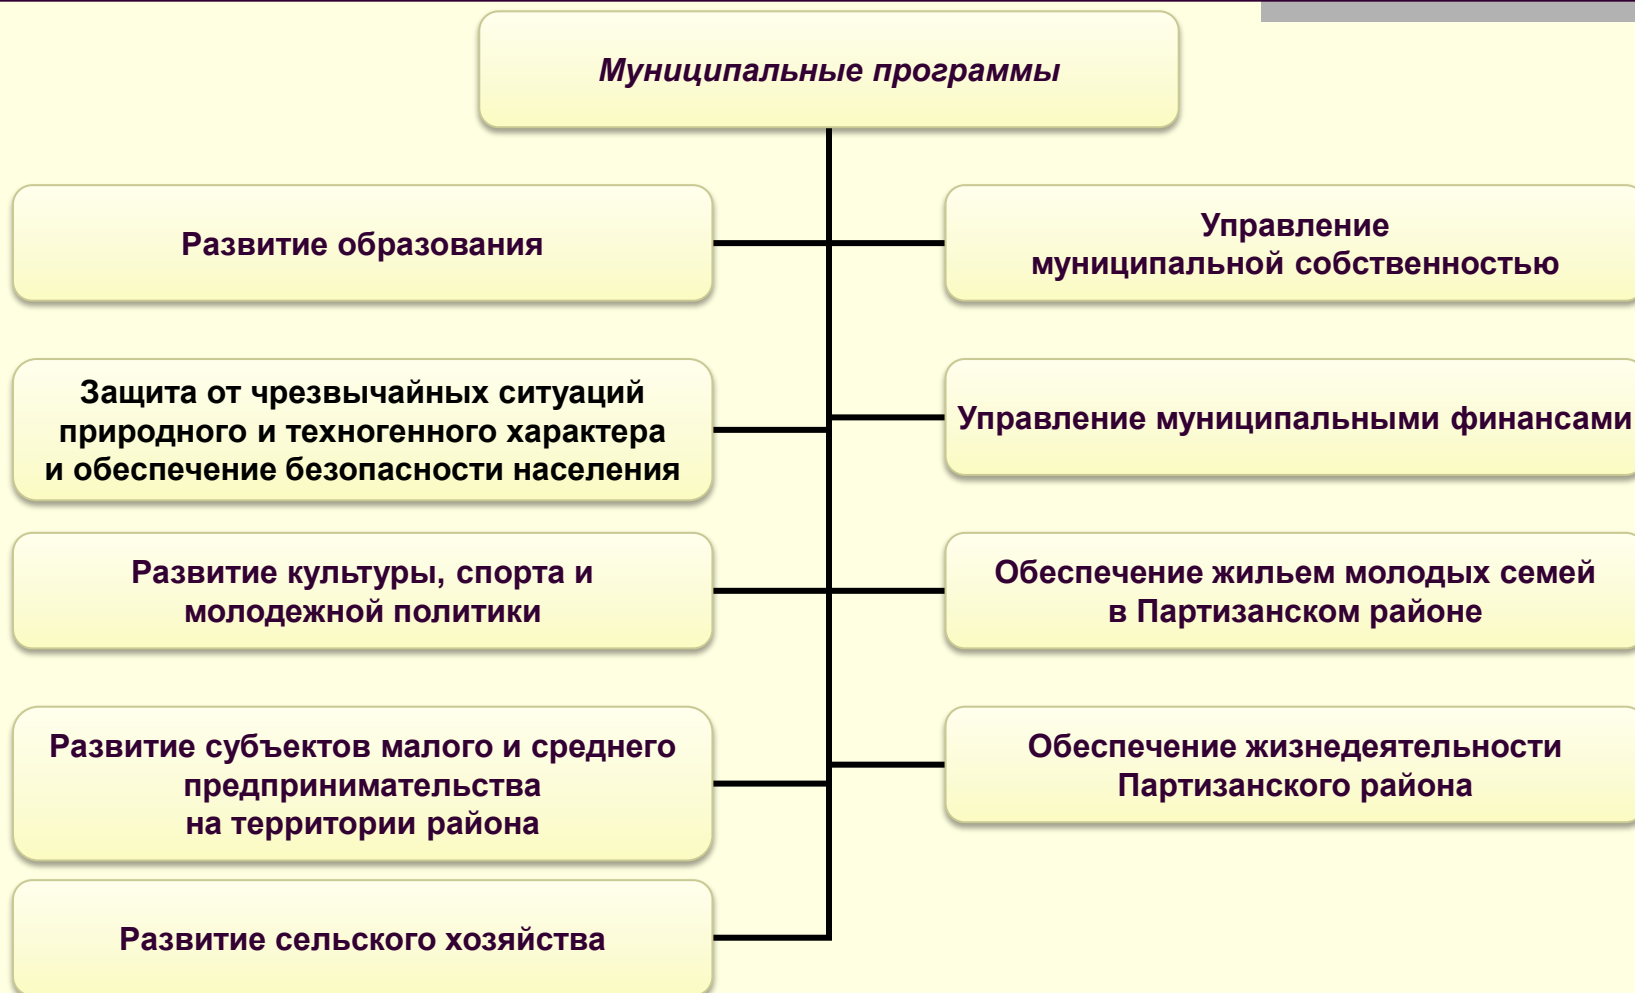 Муниципальные программы
Развитие образования
Управление
муниципальной собственностью
Защита от чрезвычайных ситуаций
природного и техногенного характера
и обеспечение безопасности населения
Управление муниципальными финансами
Развитие культуры, спорта и
молодежной политики
Обеспечение жильем молодых семей
в Партизанском районе
Развитие субъектов малого и среднего
предпринимательства
на территории района
Обеспечение жизнедеятельности
Партизанского района
Развитие сельского хозяйства